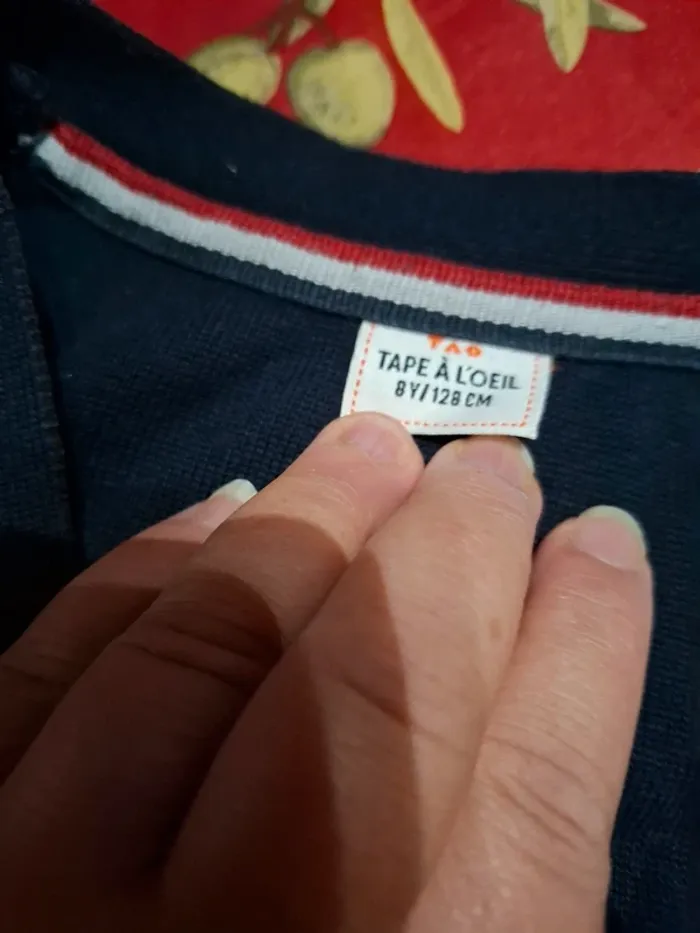 TAO
TAPE À L'OEIL
8Y/128 CM